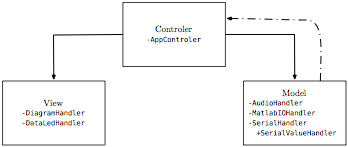 Controler
-AppControler
View
-DiagramHandler
-DataLedHandler
Model
-AudioHandler
-MatlabIOHandler
-SerialHandler
+SerialValueHandler